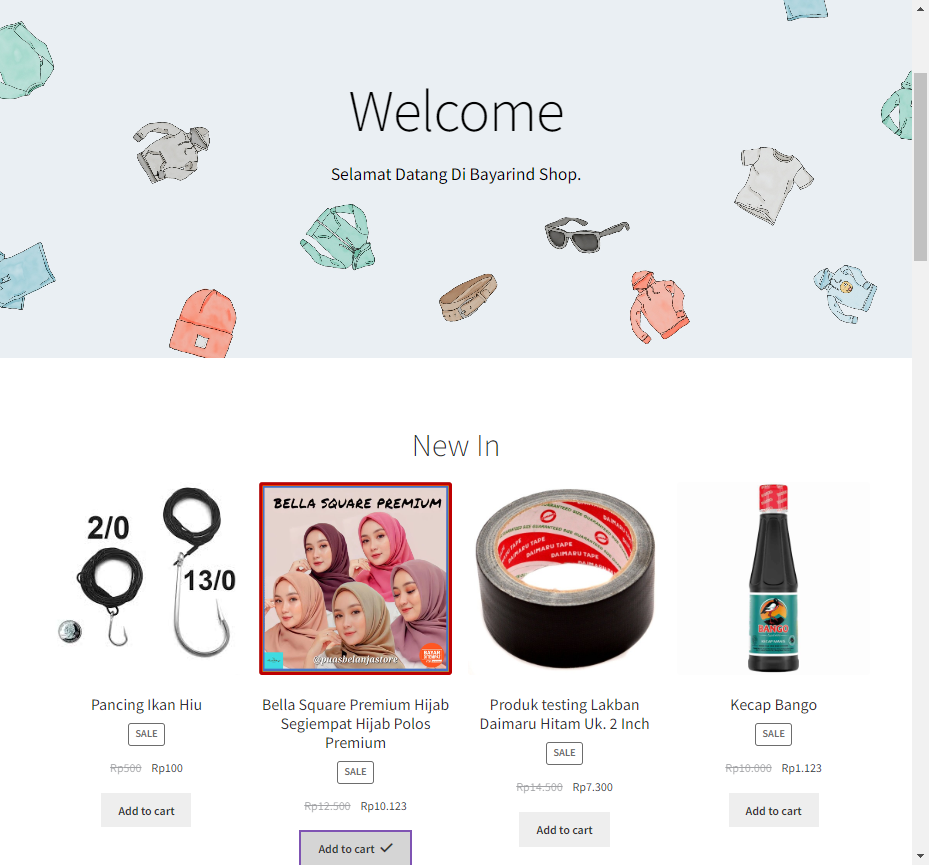 Welcome
Selamat Datang Di Bayarind Shop.
New In
2/0
13/0
BELLA SQUARE PREMIUM
@puasbelanjastore
DAIMARU TAPE
BANGO
Pancing Ikan Hiu
SALE
Rp500 Rp100
Add to cart
Bella Square Premium Hijab
Segiempat Hijab Polos
Premium
SALE
Rp12.500 Rp10.123
Add to cart
Produk testing Lakban
Daimaru Hitam Uk. 2 Inch
SALE
Rp14.500 Rp7.300
Add to cart
Kecap Bango
SALE
Rp10.000 Rp1.123
Add to cart